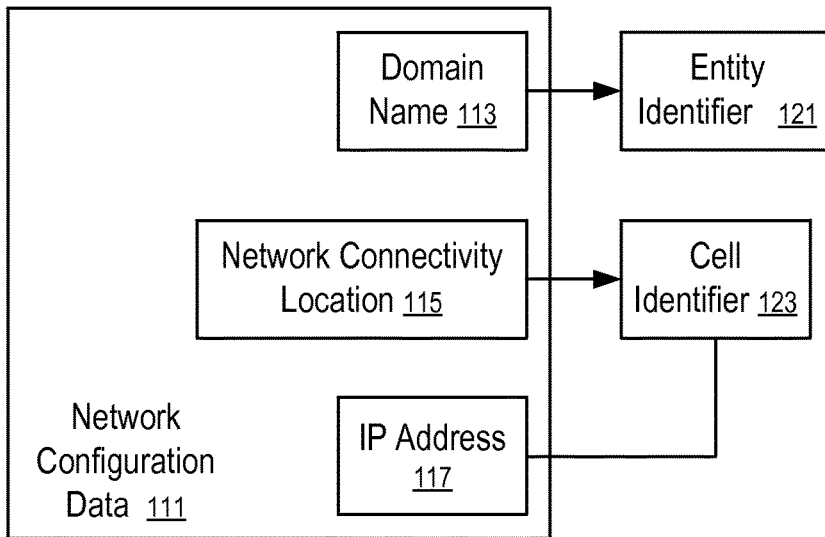 Domain
Name 113
Entity
Identifier 121
Network Connectivity
Location 115
Cell
Identifier 123
IP Address
117
Network
Configuration
Data 111